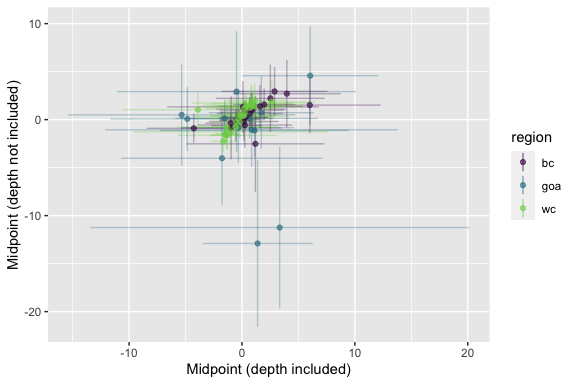 10
0
-10
-20
Midpoint (depth not included)
-10
0
10
20
Midpoint (depth included)
region
bc
goa
wc